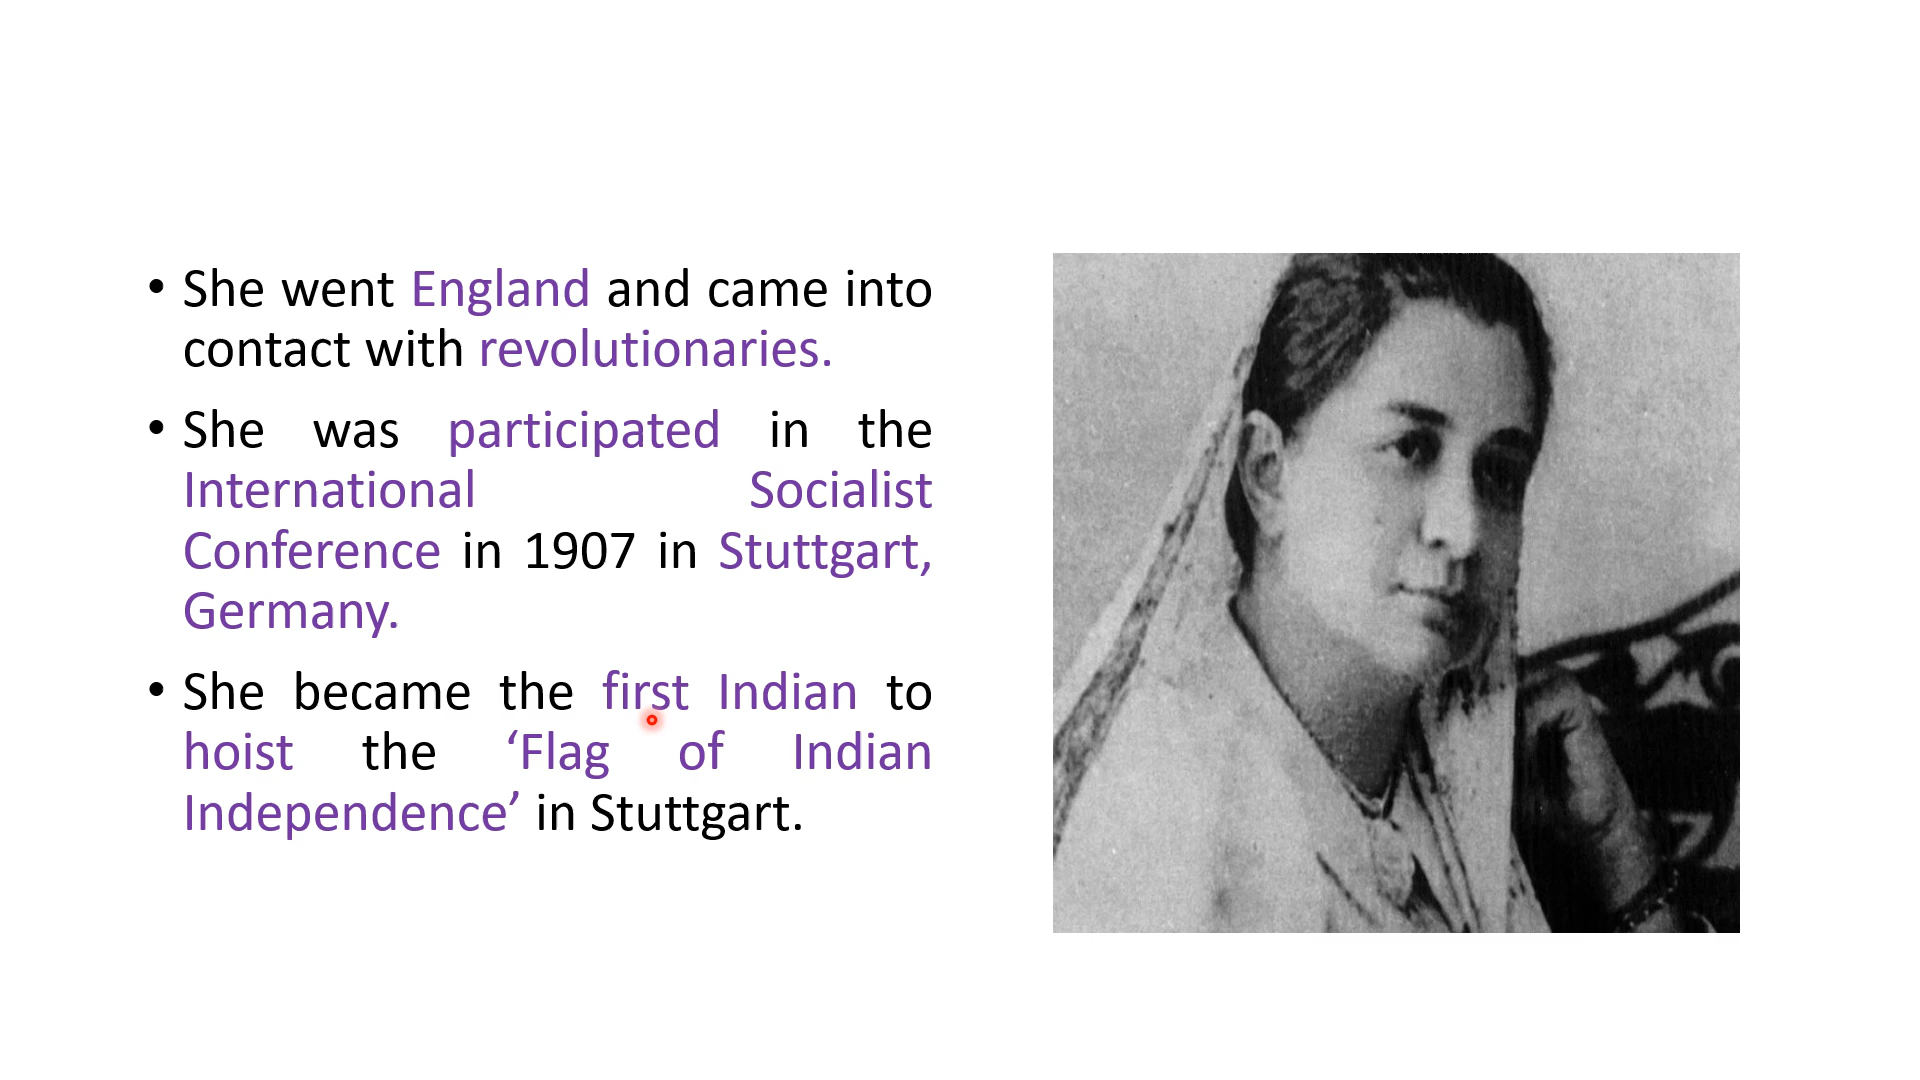 • She went England and came into
contact with revolutionaries.
• She was participated in the
International Socialist
Conference in 1907 in Stuttgart,
Germany.
• She became the first Indian to
hoist the ‘Flag of Indian
Independence’ in Stuttgart.